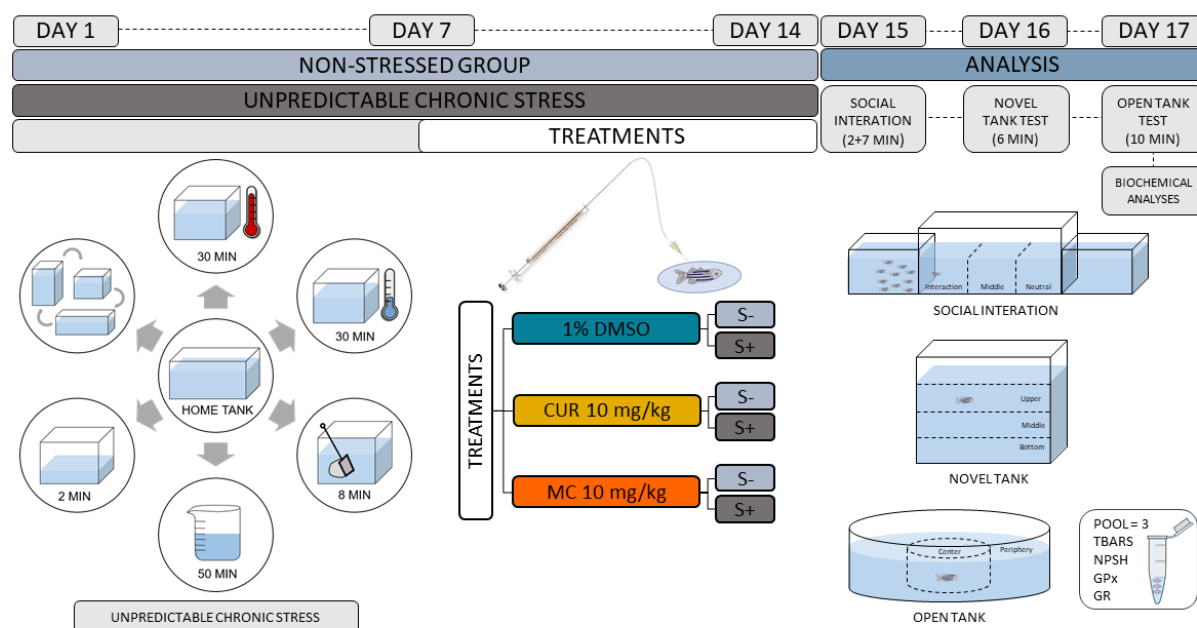 DAY 1
DAY 7
DAY 14
DAY 15
DAY 16
DAY 17
NON-STRESSED GROUP
ANALYSIS
UNPREDICTABLE CHRONIC STRESS
TREATMENTS
SOCIAL
INTERATION
(2+7 MIN)
NOVEL
TANK TEST
(6 MIN)
OPEN TANK
TEST
(10 MIN)
BIOCHEMICAL
ANALYSES
30 MIN
30 MIN
HOME TANK
2 MIN
8 MIN
50 MIN
UNPREDICTABLE CHRONIC STRESS
TREATMENTS
1% DMSO
S-
S+
CUR 10 mg/kg
S-
S+
MC 10 mg/kg
S-
S+
Interaction
Middle
Neutral
SOCIAL INTERATION
Upper
Middle
Bottom
NOVEL TANK
Center
Periphery
OPEN TANK
POOL = 3
TBARS
NPSH
GPx
GR